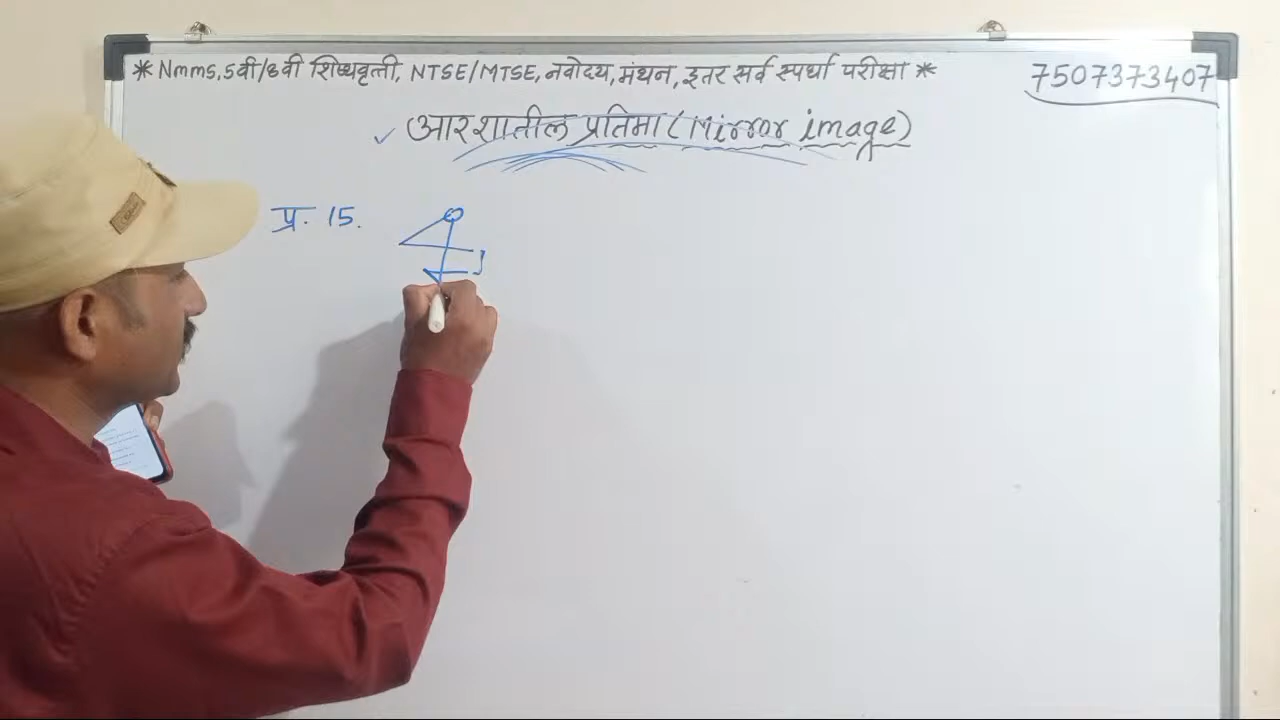 * Nmms, 5वी/8वी शिष्यवृत्ती, NTSE/MTSE, नवोदय, मंथन, इतर सर्व स्पर्धा परीक्षा *
7507373407
आरशातील प्रतिमा (Mirror image)
प्र. 15.